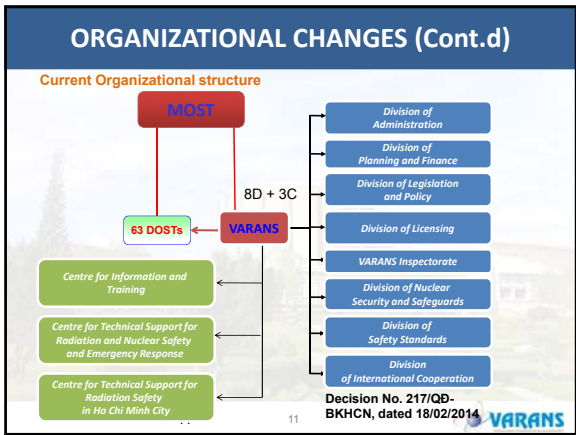 ORGANIZATIONAL CHANGES (Cont.d)
Current Organizational structure
MOST
8D + 3C
63 DOSTs
VARANS
Division of
Administration
Division of
Planning and Finance
Division of Legislation
and Policy
Division of Licensing
VARANS Inspectorate
Division of Nuclear
Security and Safeguards
Division of
Safety Standards
Division
of International Cooperation
Centre for Information and
Training
Centre for Technical Support for
Radiation and Nuclear Safety
and Emergency Response
Centre for Technical Support for
Radiation Safety
in Ho Chi Minh City
Decision No. 217/QĐ-
BKHCN, dated 18/02/2014
11
VARANS